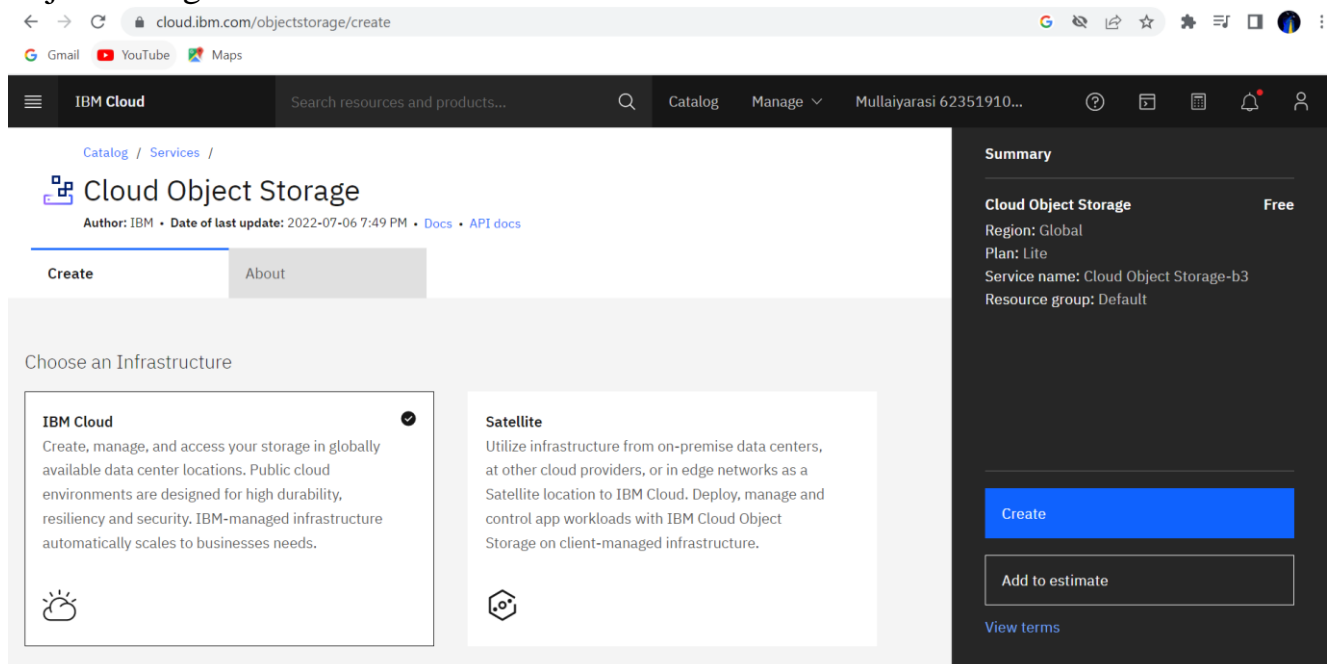 cloud.ibm.com/objectstorage/create
Gmail YouTube Maps
IBM Cloud Search resources and products... Catalog Manage Mullaiyarasi 62351910...
Catalog / Services /
Cloud Object Storage
Author: IBM • Date of last update: 2022-07-06 7:49 PM • Docs • API docs
Create About
Choose an Infrastructure
IBM Cloud
Create, manage, and access your storage in globally
available data center locations. Public cloud
environments are designed for high durability,
resiliency and security. IBM-managed infrastructure
automatically scales to businesses needs.
Satellite
Utilize infrastructure from on-premise data centers,
at other cloud providers, or in edge networks as a
Satellite location to IBM Cloud. Deploy, manage and
control app workloads with IBM Cloud Object
Storage on client-managed infrastructure.
Summary
Cloud Object Storage Free
Region: Global
Plan: Lite
Service name: Cloud Object Storage-b3
Resource group: Default
Create
Add to estimate
View terms